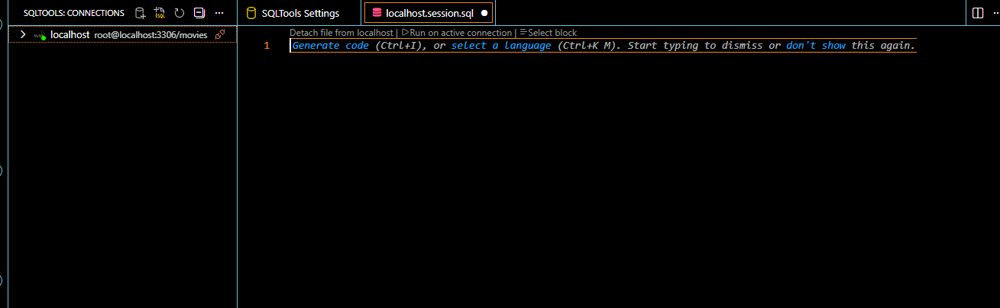 SQLTOOLS: CONNECTIONS
SQL
SQLTools Settings
localhost.session.sql
localhost root@localhost:3306/movies
Detach file from localhost | Run on active connection | Select block
1 Generate code (Ctrl+I), or select a language (Ctrl+K M). Start typing to dismiss or don't show this again.